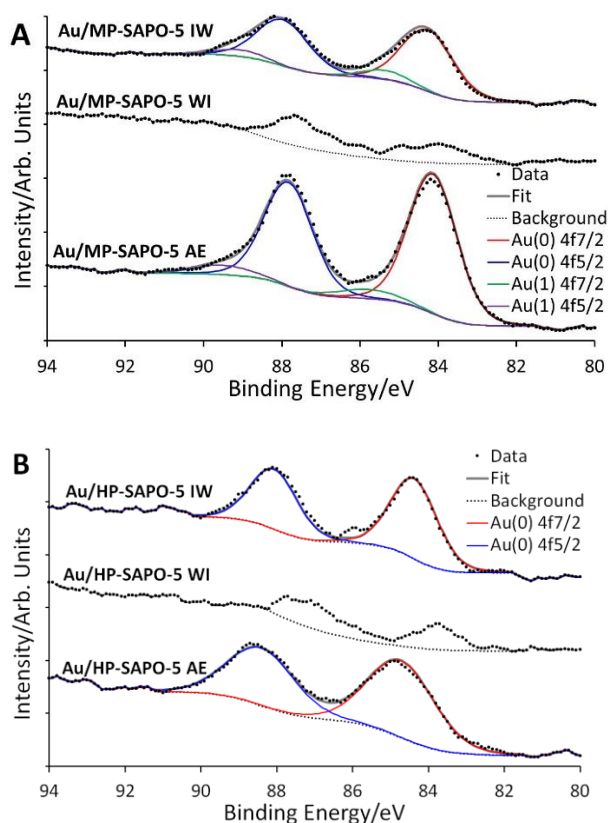 A
Au/MP-SAPO-5 IW
Au/MP-SAPO-5 WI
Au/MP-SAPO-5 AE
Intensity/Arb. Units
Data
Fit
Background
Au(0) 4f7/2
Au(0) 4f5/2
Au(1) 4f7/2
Au(1) 4f5/2
94 92 90 88 86 84 82 80
Binding Energy/eV
B
Au/HP-SAPO-5 IW
Au/HP-SAPO-5 WI
Au/HP-SAPO-5 AE
Intensity/Arb. Units
Data
Fit
Background
Au(0) 4f7/2
Au(0) 4f5/2
94 92 90 88 86 84 82 80
Binding Energy/eV